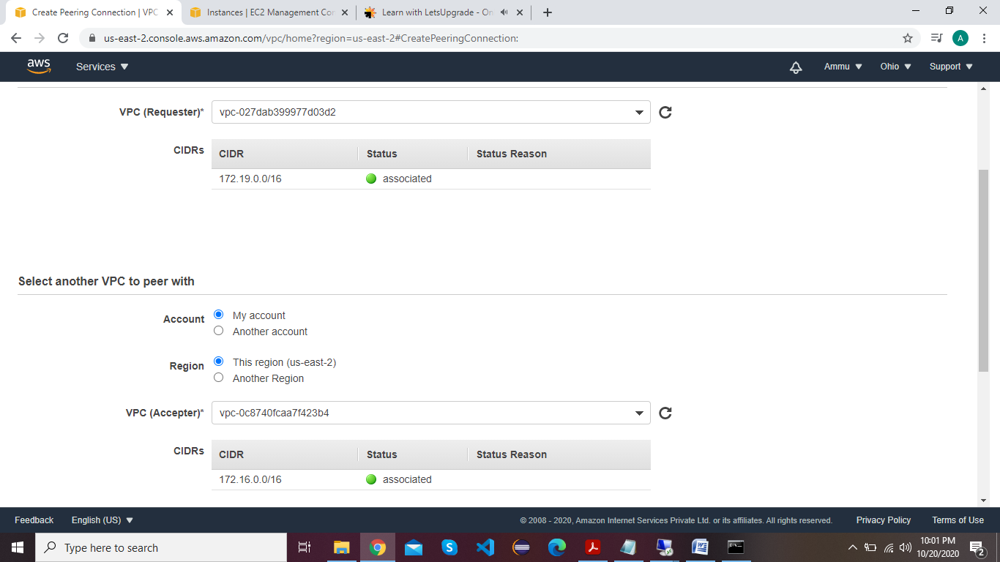 Create Peering Connection | VPC
Instances | EC2 Management Con
Learn with LetsUpgrade - On
us-east-2.console.aws.amazon.com/vpc/home?region=us-east-2#CreatePeeringConnection:
A
aws
Services
Ammu
Ohio
Support
VPC (Requester)*
vpc-027dab399977d03d2
CIDRs
CIDR Status Status Reason
172.19.0.0/16 associated
Select another VPC to peer with
Account
My account
Another account
Region
This region (us-east-2)
Another Region
VPC (Accepter)*
vpc-0c8740fcaa7f423b4
CIDRs
CIDR Status Status Reason
172.16.0.0/16 associated
Feedback English (US) © 2008 - 2020, Amazon Internet Services Private Ltd. or its affiliates. All rights reserved. Privacy Policy Terms of Use
Type here to search
10:01 PM
10/20/2020
2